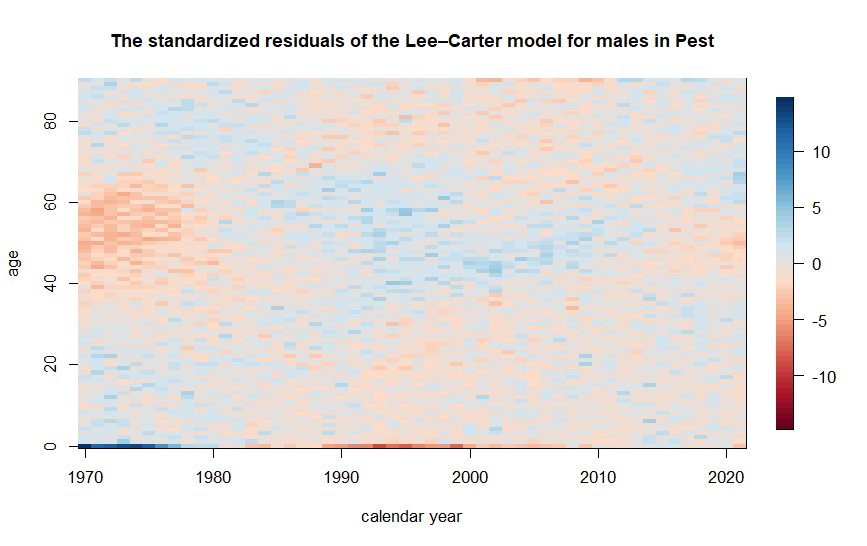 The standardized residuals of the Lee–Carter model for males in Pest
age
80
60
40
20
0
1970 1980 1990 2000 2010 2020
calendar year
10
5
0
-5
-10